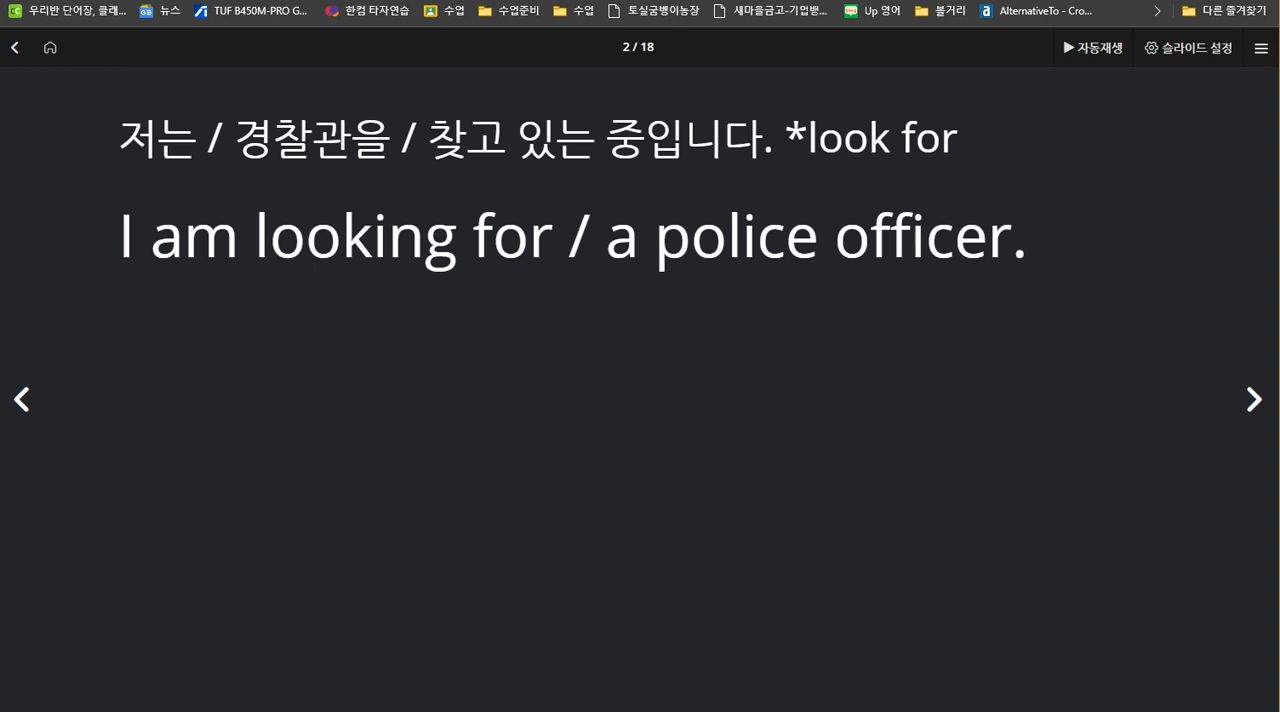 우리반 단어장, 클래... 뉴스 TUF B450M-PRO G... 한컴 타자연습 수업 수업준비 수업 토실굼벵이농장 새마을금고-기업뱅... Up 영어 볼거리 AlternativeTo - Cro... 다른 즐겨찾기
2 / 18 자동재생 슬라이드 설정
저는 / 경찰관을 / 찾고 있는 중입니다. *look for
I am looking for / a police officer.